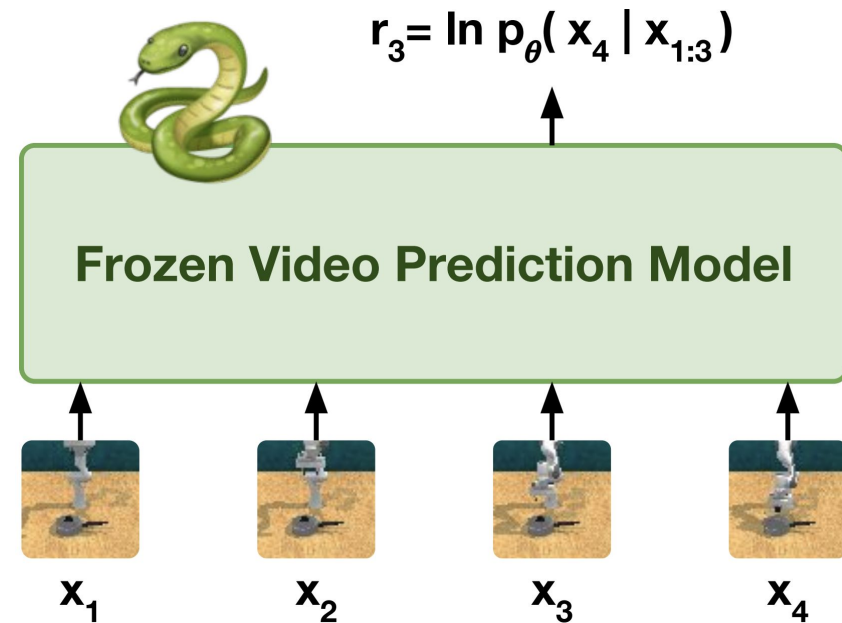 r₃= ln p_θ( x₄ | x₁:₃ )
Frozen Video Prediction Model
x₁ x₂ x₃ x₄